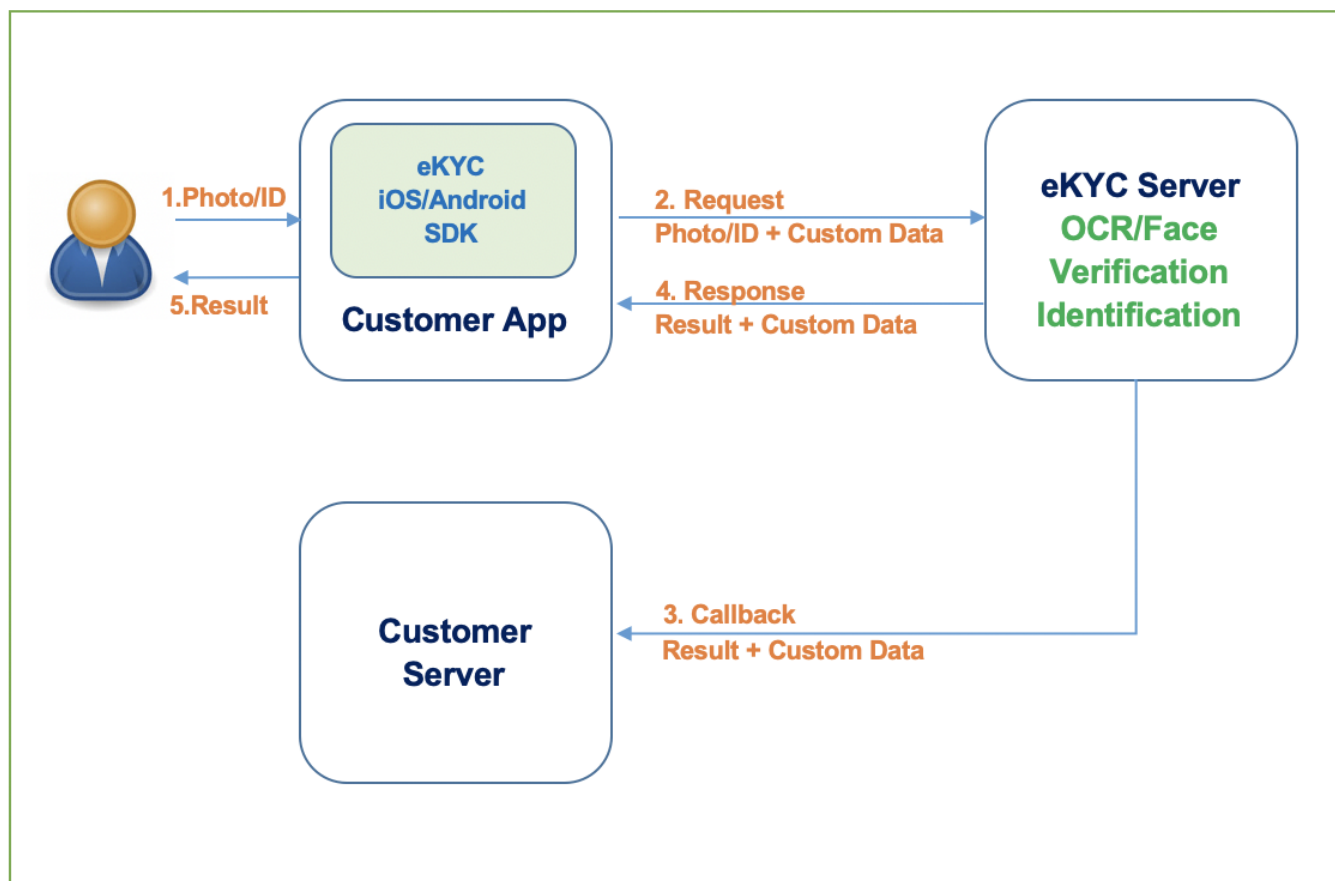 1.Photo/ID
5.Result
eKYC
iOS/Android
SDK
Customer App
2. Request
Photo/ID + Custom Data
4. Response
Result + Custom Data
eKYC Server
OCR/Face
Verification
Identification
Customer
Server
3. Callback
Result + Custom Data